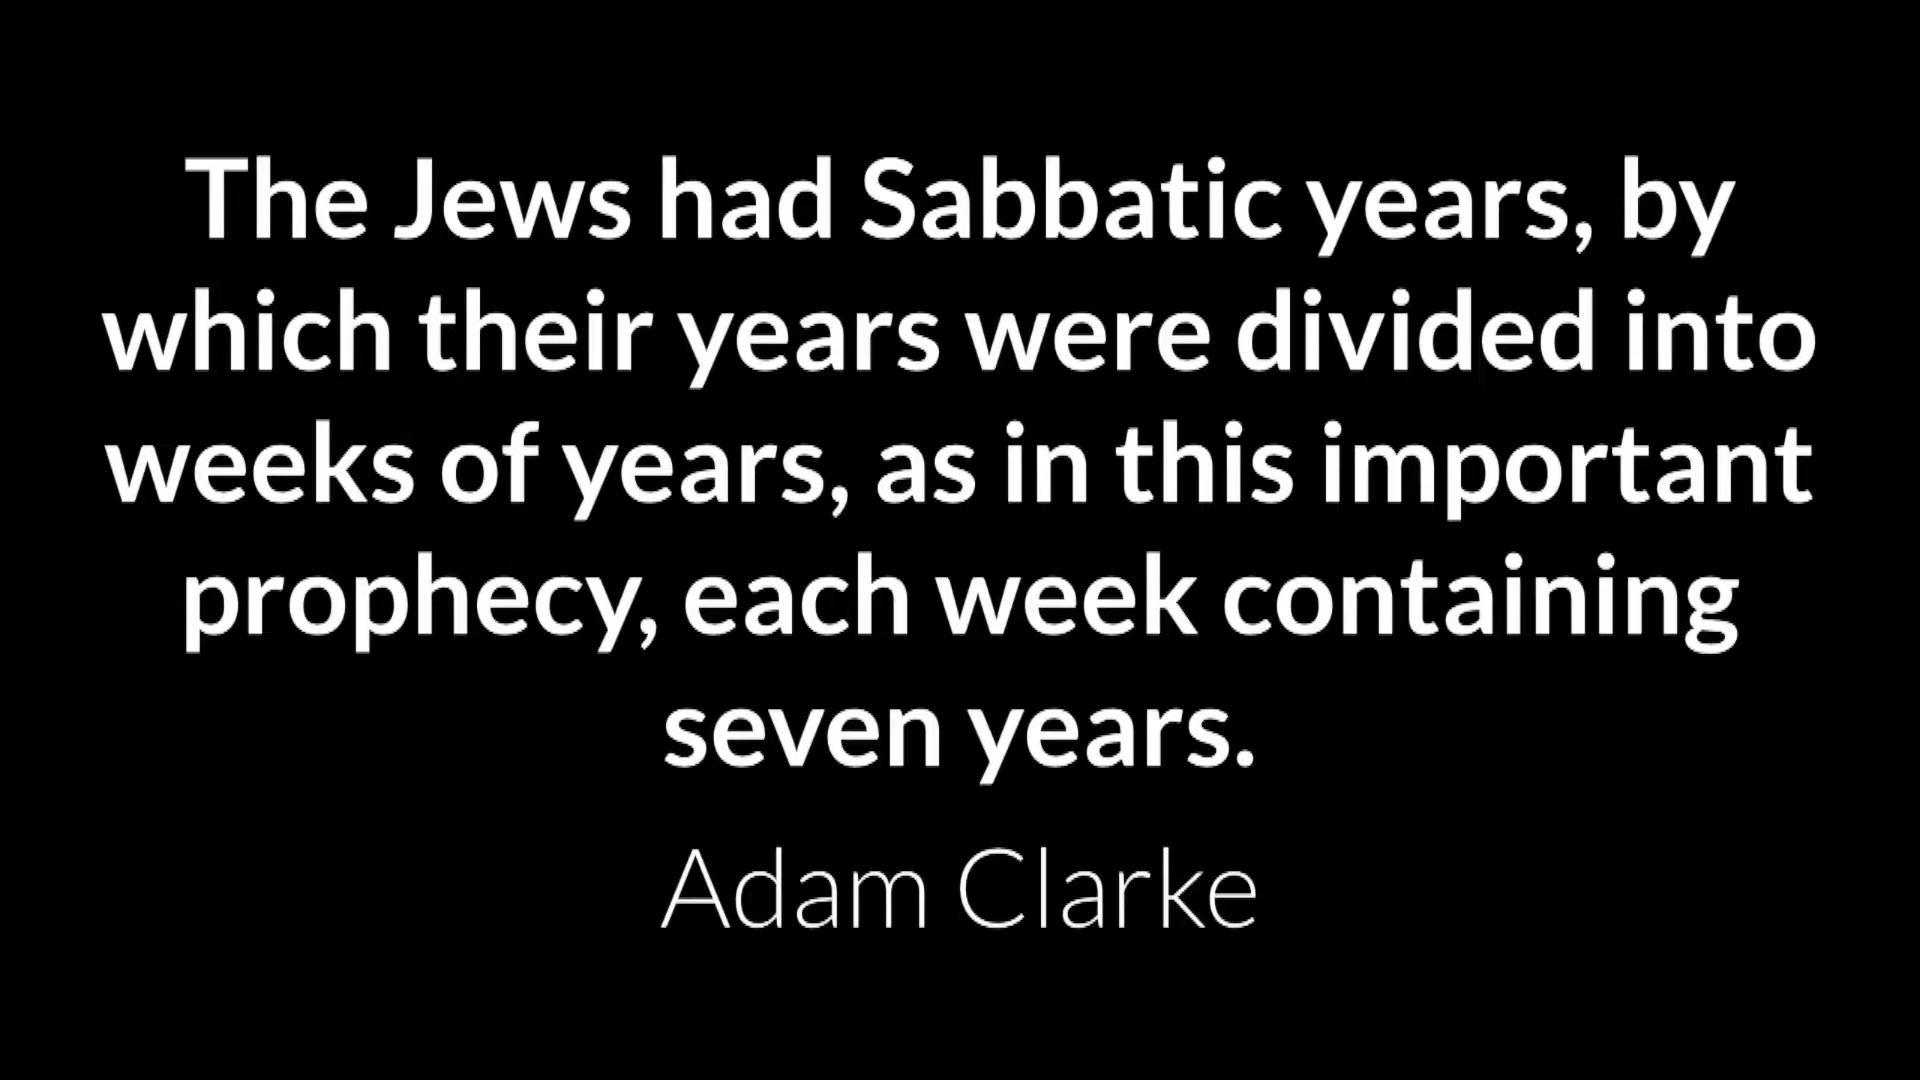 The Jews had Sabbatic years, by
which their years were divided into
weeks of years, as in this important
prophecy, each week containing
seven years.
Adam Clarke